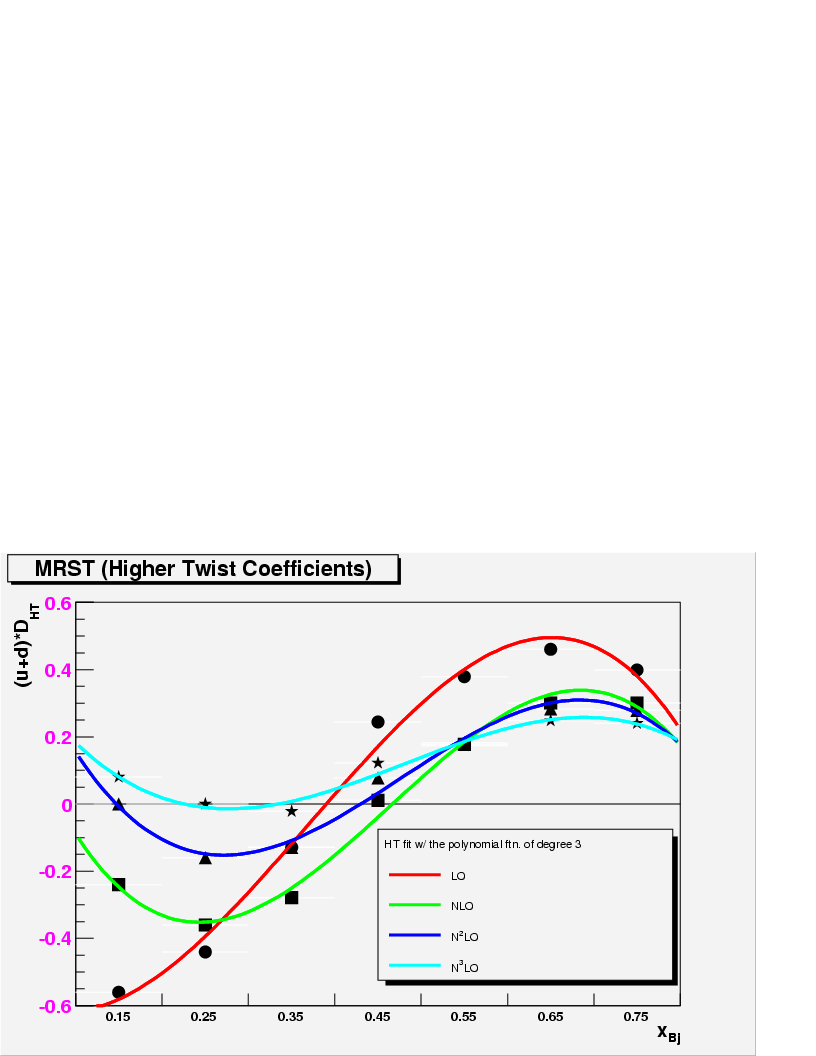 MRST (Higher Twist Coefficients)
(u+d)*D_HT
0.6
0.4
0.2
0
-0.2
-0.4
-0.6
HT fit w/ the polynomial ftn. of degree 3
LO
NLO
N²LO
N³LO
0.15 0.25 0.35 0.45 0.55 0.65 0.75
x_Bj